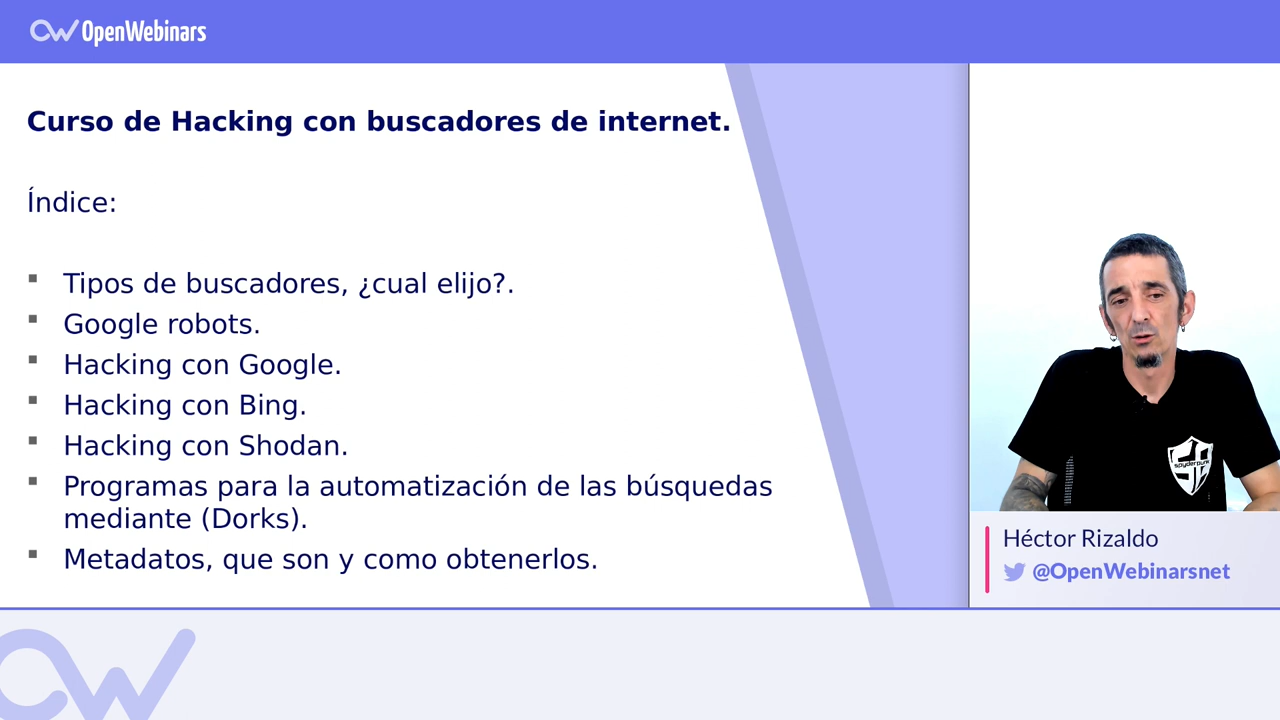 OpenWebinars
Curso de Hacking con buscadores de internet.
Índice:
Tipos de buscadores, ¿cual elijo?.
Google robots.
Hacking con Google.
Hacking con Bing.
Hacking con Shodan.
Programas para la automatización de las búsquedas
mediante (Dorks).
Metadatos, que son y como obtenerlos.
spyderpunk
Héctor Rizaldo
@OpenWebinarsnet